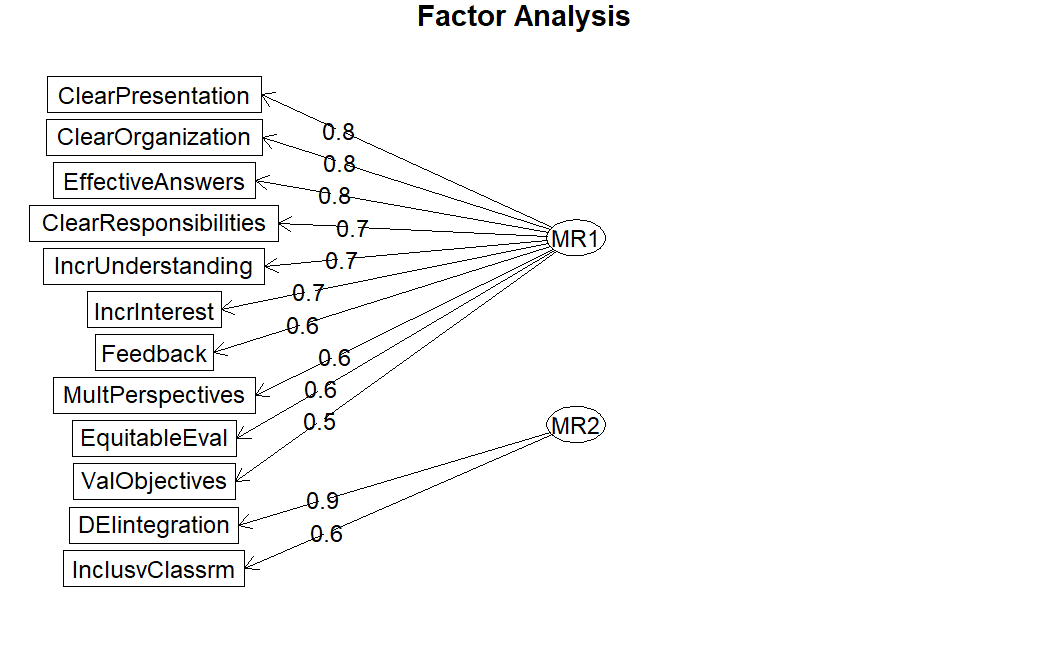 Factor Analysis
ClearPresentation
0.8
ClearOrganization
0.8
EffectiveAnswers
0.8
ClearResponsibilities
0.7
MR1
IncrUnderstanding
0.7
IncrInterest
0.7
Feedback
0.6
MultPerspectives
0.6
EquitableEval
0.6
ValObjectives
0.5
MR2
DEIintegration
0.9
InclusvClassrm
0.6